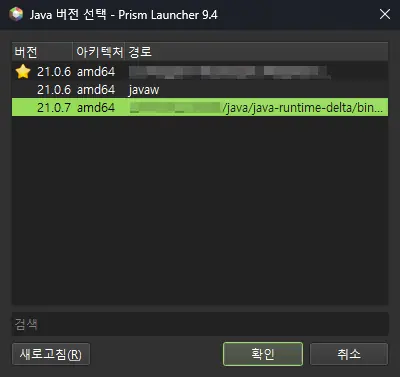 Java 버전 선택 - Prism Launcher 9.4
버전 아키텍처 경로
21.0.6 amd64
21.0.6 amd64 javaw
21.0.7 amd64 /java/java-runtime-delta/bin...
검색
새로고침(R) 확인 취소